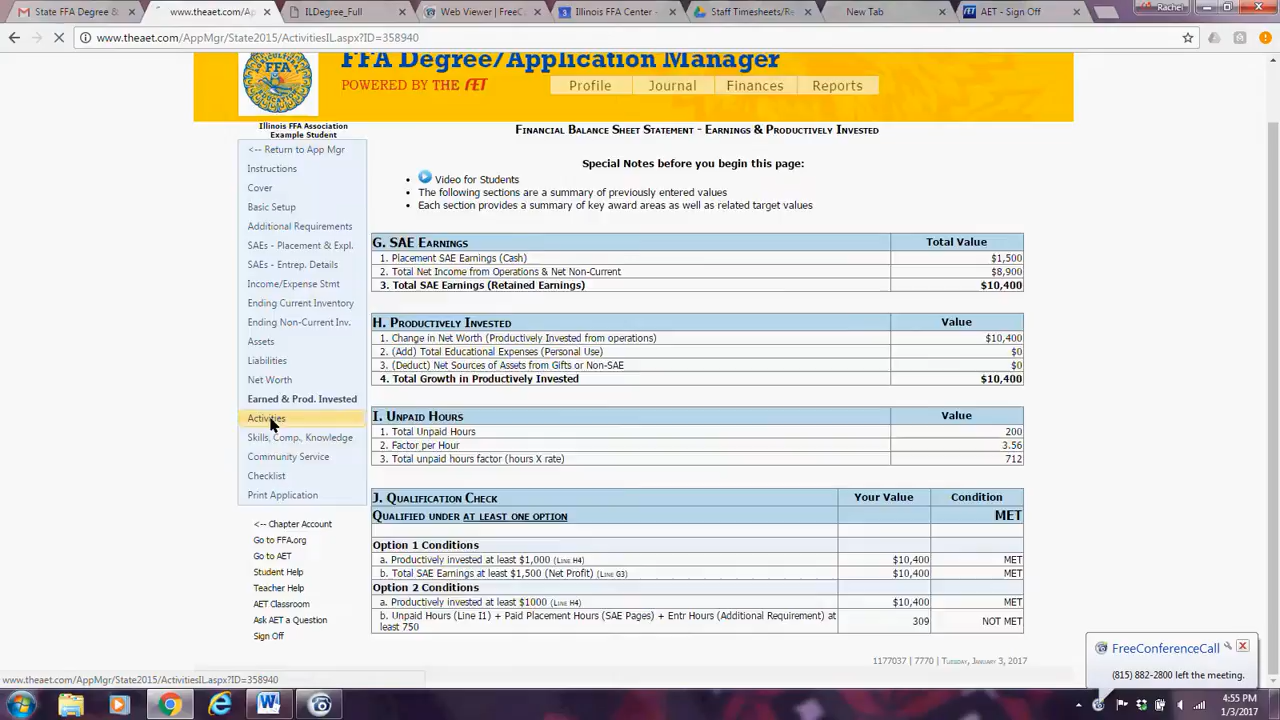 State FFA Degree an
www.theaet.com/Ap
ILDegree_Full
Web Viewer | FreeC
Illinois FFA Center -
Staff Timesheets/Re
New Tab
AET - Sign Off
Rachel
www.theaet.com/AppMgr/State2015/ActivitiesIL.aspx?ID=358940
FFA Degree/Application Manager
POWERED BY THE AET
Profile
Journal
Finances
Reports
Illinois FFA Association
Example Student
<-- Return to App Mgr
Instructions
Cover
Basic Setup
Additional Requirements
SAEs - Placement & Expl.
SAEs - Entrep. Details
Income/Expense Stmt
Ending Current Inventory
Ending Non-Current Inv.
Assets
Liabilities
Net Worth
Earned & Prod. Invested
Activities
Skills, Comp., Knowledge
Community Service
Checklist
Print Application
<-- Chapter Account
Go to FFA.org
Go to AET
Student Help
Teacher Help
AET Classroom
Ask AET a Question
Sign Off
Financial Balance Sheet Statement - Earnings & Productively Invested
Special Notes before you begin this page:
• Video for Students
• The following sections are a summary of previously entered values
• Each section provides a summary of key award areas as well as related target values
G. SAE Earnings Total Value
1. Placement SAE Earnings (Cash) $1,500
2. Total Net Income from Operations & Net Non-Current $8,900
3. Total SAE Earnings (Retained Earnings) $10,400
H. Productively Invested Value
1. Change in Net Worth (Productively Invested from operations) $10,400
2. (Add) Total Educational Expenses (Personal Use) $0
3. (Deduct) Net Sources of Assets from Gifts or Non-SAE $0
4. Total Growth in Productively Invested $10,400
I. Unpaid Hours Value
1. Total Unpaid Hours 200
2. Factor per Hour 3.56
3. Total unpaid hours factor (hours X rate) 712
J. Qualification Check Your Value Condition
Qualified under at least one option MET
Option 1 Conditions
a. Productively invested at least $1,000 (Line H4) $10,400 MET
b. Total SAE Earnings at least $1,500 (Net Profit) (Line G3) $10,400 MET
Option 2 Conditions
a. Productively invested at least $1000 (Line H4) $10,400 MET
b. Unpaid Hours (Line I1) + Paid Placement Hours (SAE Pages) + Entr Hours (Additional Requirement) at
least 750 309 NOT MET
1177037 | 7770 | Tuesday, January 3, 2017
FreeConferenceCall
(815) 882-2800 left the meeting.
www.theaet.com/AppMgr/State2015/ActivitiesIL.aspx?ID=358940
4:55 PM
1/3/2017